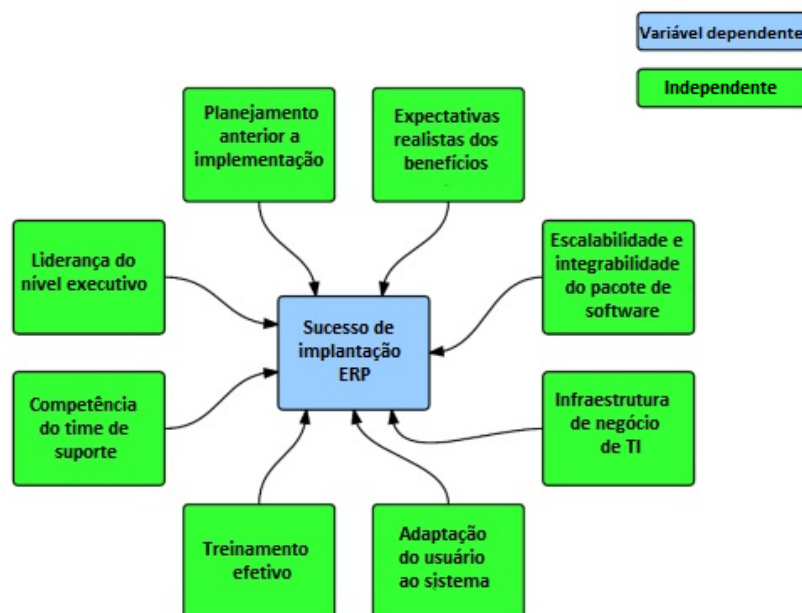 Variável dependente
Independente
Planejamento
anterior a
implementação
Expectativas
realistas dos
benefícios
Liderança do
nível executivo
Escalabilidade e
integrabilidade
do pacote de
software
Sucesso de
implantação
ERP
Competência
do time de
suporte
Infraestrutura
de negócio
de TI
Treinamento
efetivo
Adaptação
do usuário
ao sistema